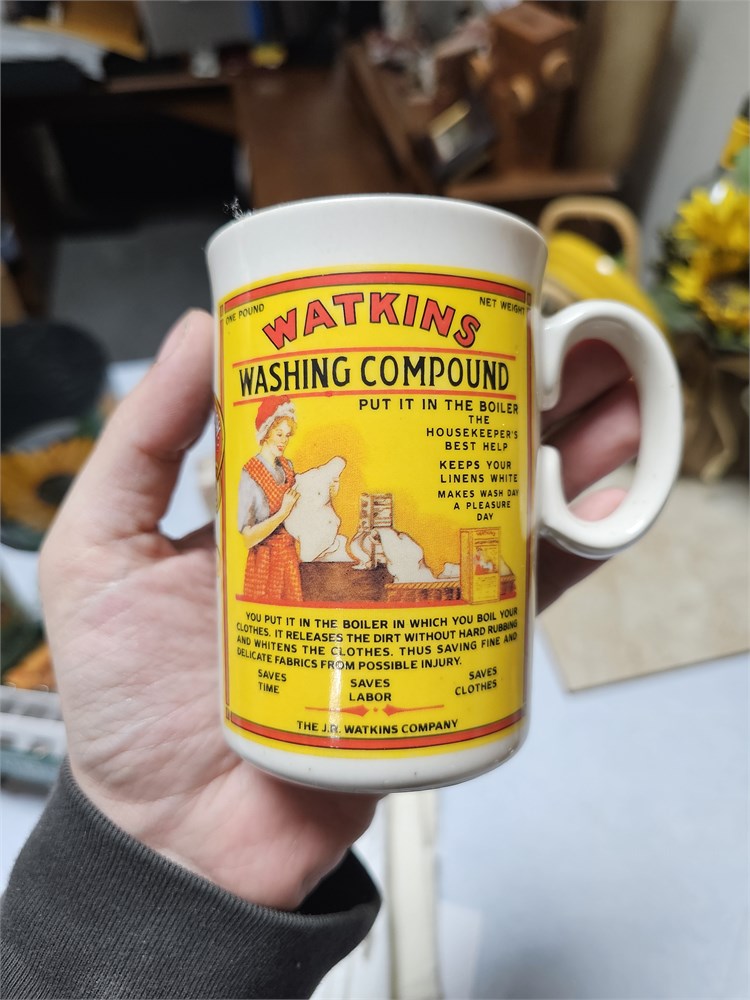 ONE POUND
NET WEIGHT
WATKINS
WASHING COMPOUND
PUT IT IN THE BOILER
THE
HOUSEKEEPER'S
BEST HELP
KEEPS YOUR
LINENS WHITE
MAKES WASH DAY
A PLEASURE
DAY
YOU PUT IT IN THE BOILER IN WHICH YOU BOIL YOUR
CLOTHES. IT RELEASES THE DIRT WITHOUT HARD RUBBING
AND WHITENS THE CLOTHES. THUS SAVING FINE AND
DELICATE FABRICS FROM POSSIBLE INJURY.
SAVES
TIME
SAVES
LABOR
SAVES
CLOTHES
THE J.R. WATKINS COMPANY